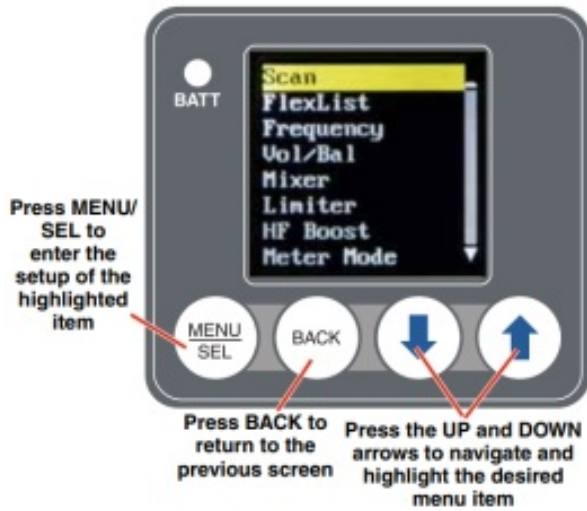 BATT
Scan
FlexList
Frequency
Vol/Bal
Mixer
Limiter
HF Boost
Meter Mode
Press MENU/
SEL to
enter the
setup of the
highlighted
item
MENU
SEL
BACK
Press BACK to
return to the
previous screen
Press the UP and DOWN
arrows to navigate and
highlight the desired
menu item